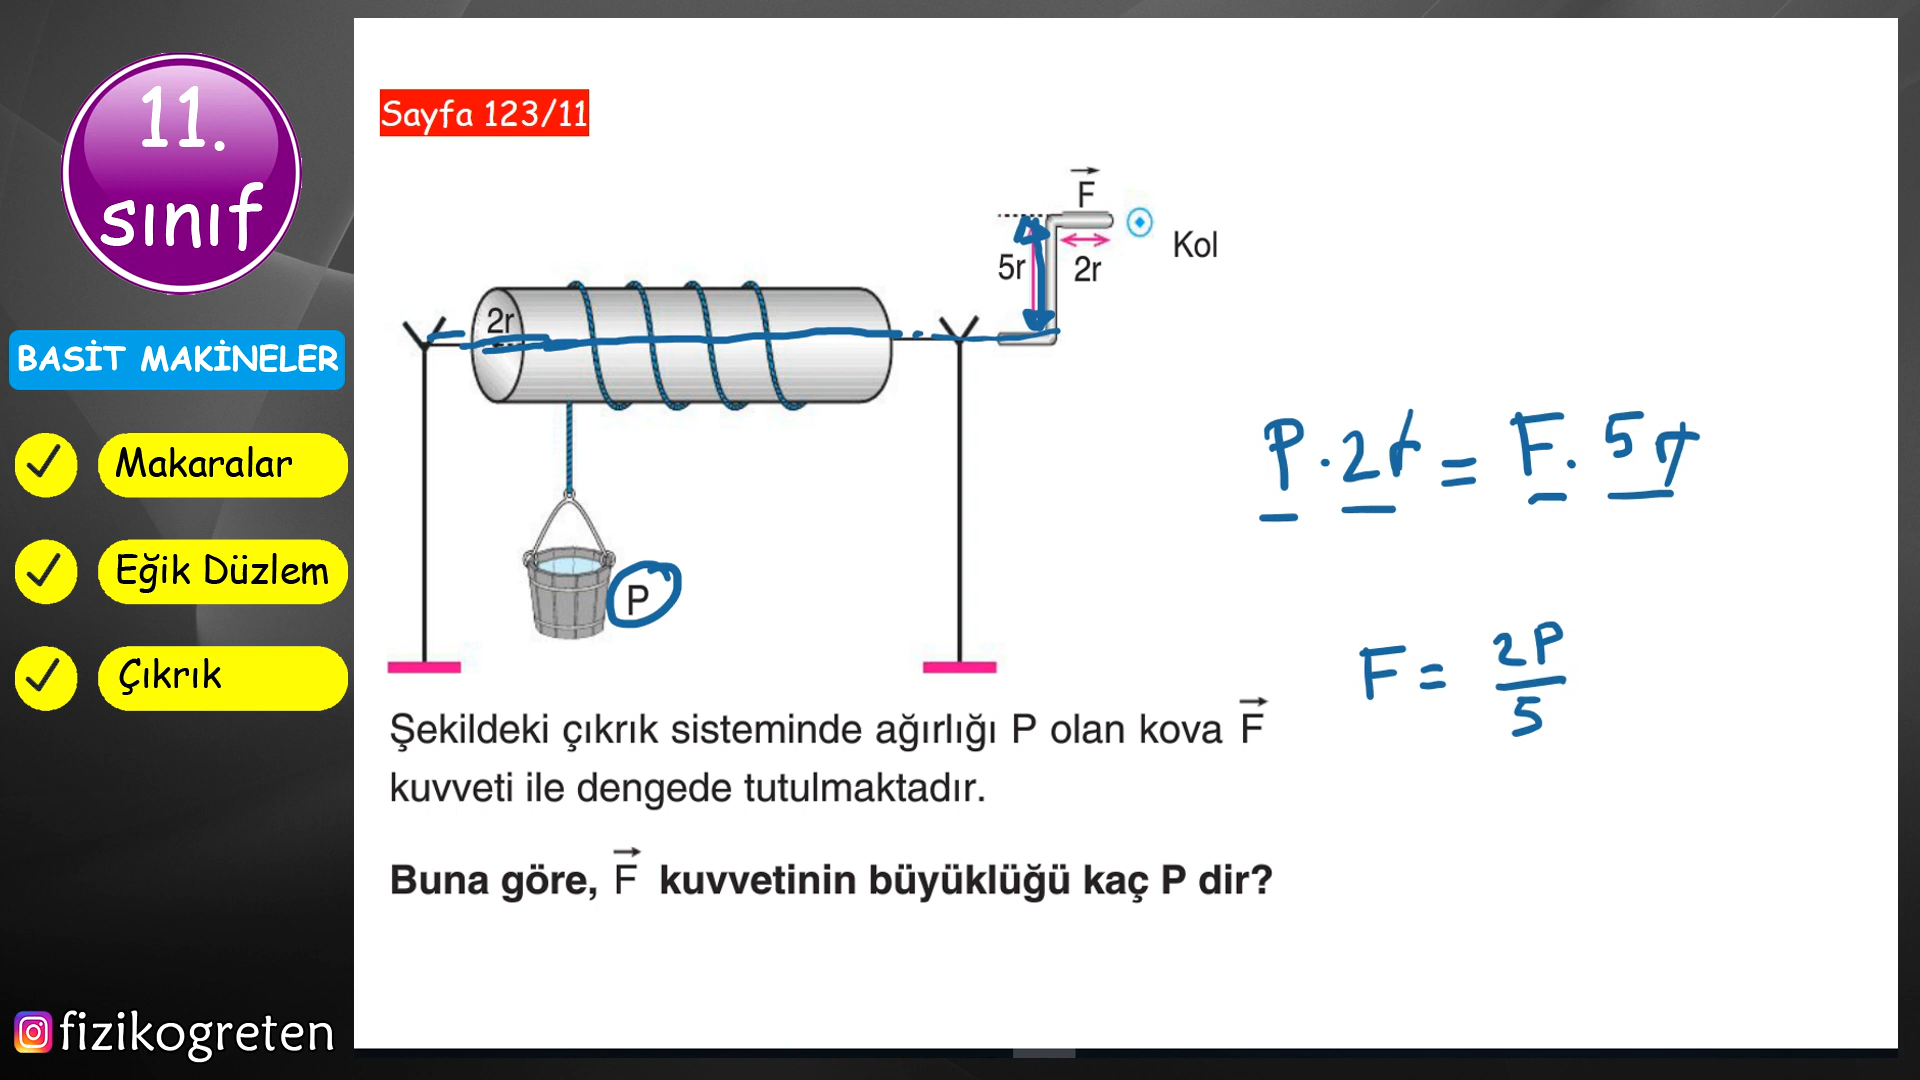 11.
sınıf
BASİT MAKİNELER
Makaralar
Eğik Düzlem
Çıkrık
fizikogreten
Sayfa 123/11
F
Kol
5r
2r
2r
P
P . 2r = F . 5r
F = 2P/5
Şekildeki çıkrık sisteminde ağırlığı P olan kova F
kuvveti ile dengede tutulmaktadır.
Buna göre, F kuvvetinin büyüklüğü kaç P dir?